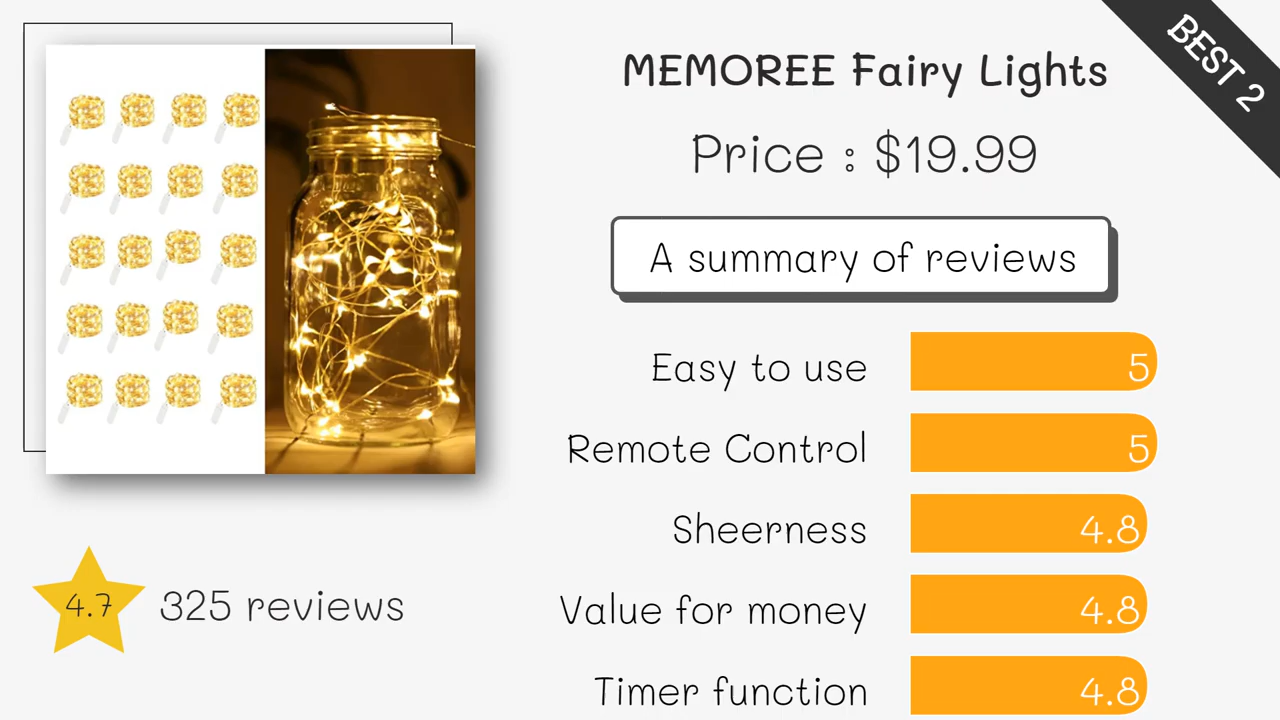 BEST 2
MEMOREE Fairy Lights
Price : $19.99
A summary of reviews
Easy to use 5
Remote Control 5
Sheerness 4.8
Value for money 4.8
Timer function 4.8
4.7 325 reviews